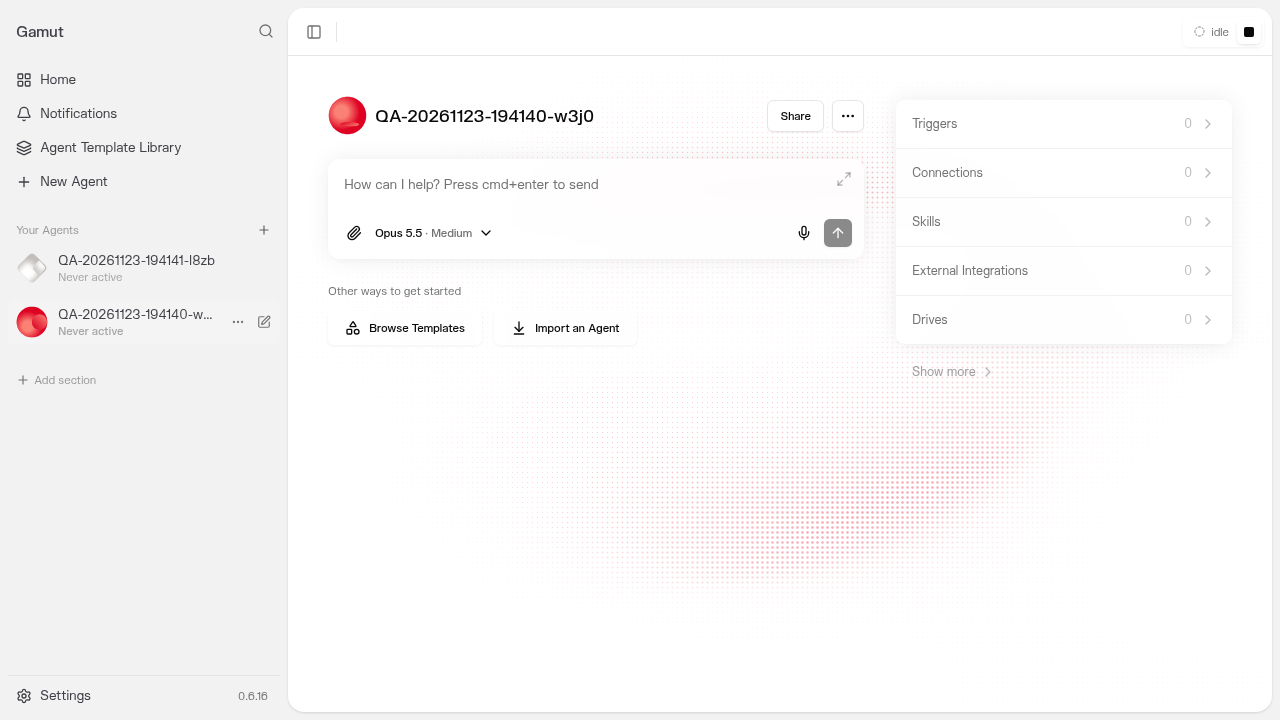 Gamut
Home
Notifications
Agent Template Library
New Agent
Your Agents
QA-20261123-194141-l8zb
Never active
QA-20261123-194140-w...
Never active
Add section
Settings
0.6.16
idle
QA-20261123-194140-w3j0
Share
How can I help? Press cmd+enter to send
Opus 5.5 · Medium
Other ways to get started
Browse Templates
Import an Agent
Triggers 0
Connections 0
Skills 0
External Integrations 0
Drives 0
Show more